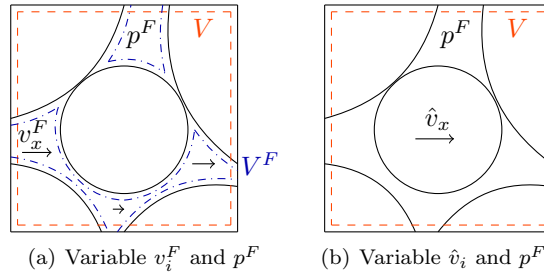 p^F V
v_x^F
V^F
(a) Variable v_i^F and p^F
p^F V
v̂_x
(b) Variable v̂_i and p^F